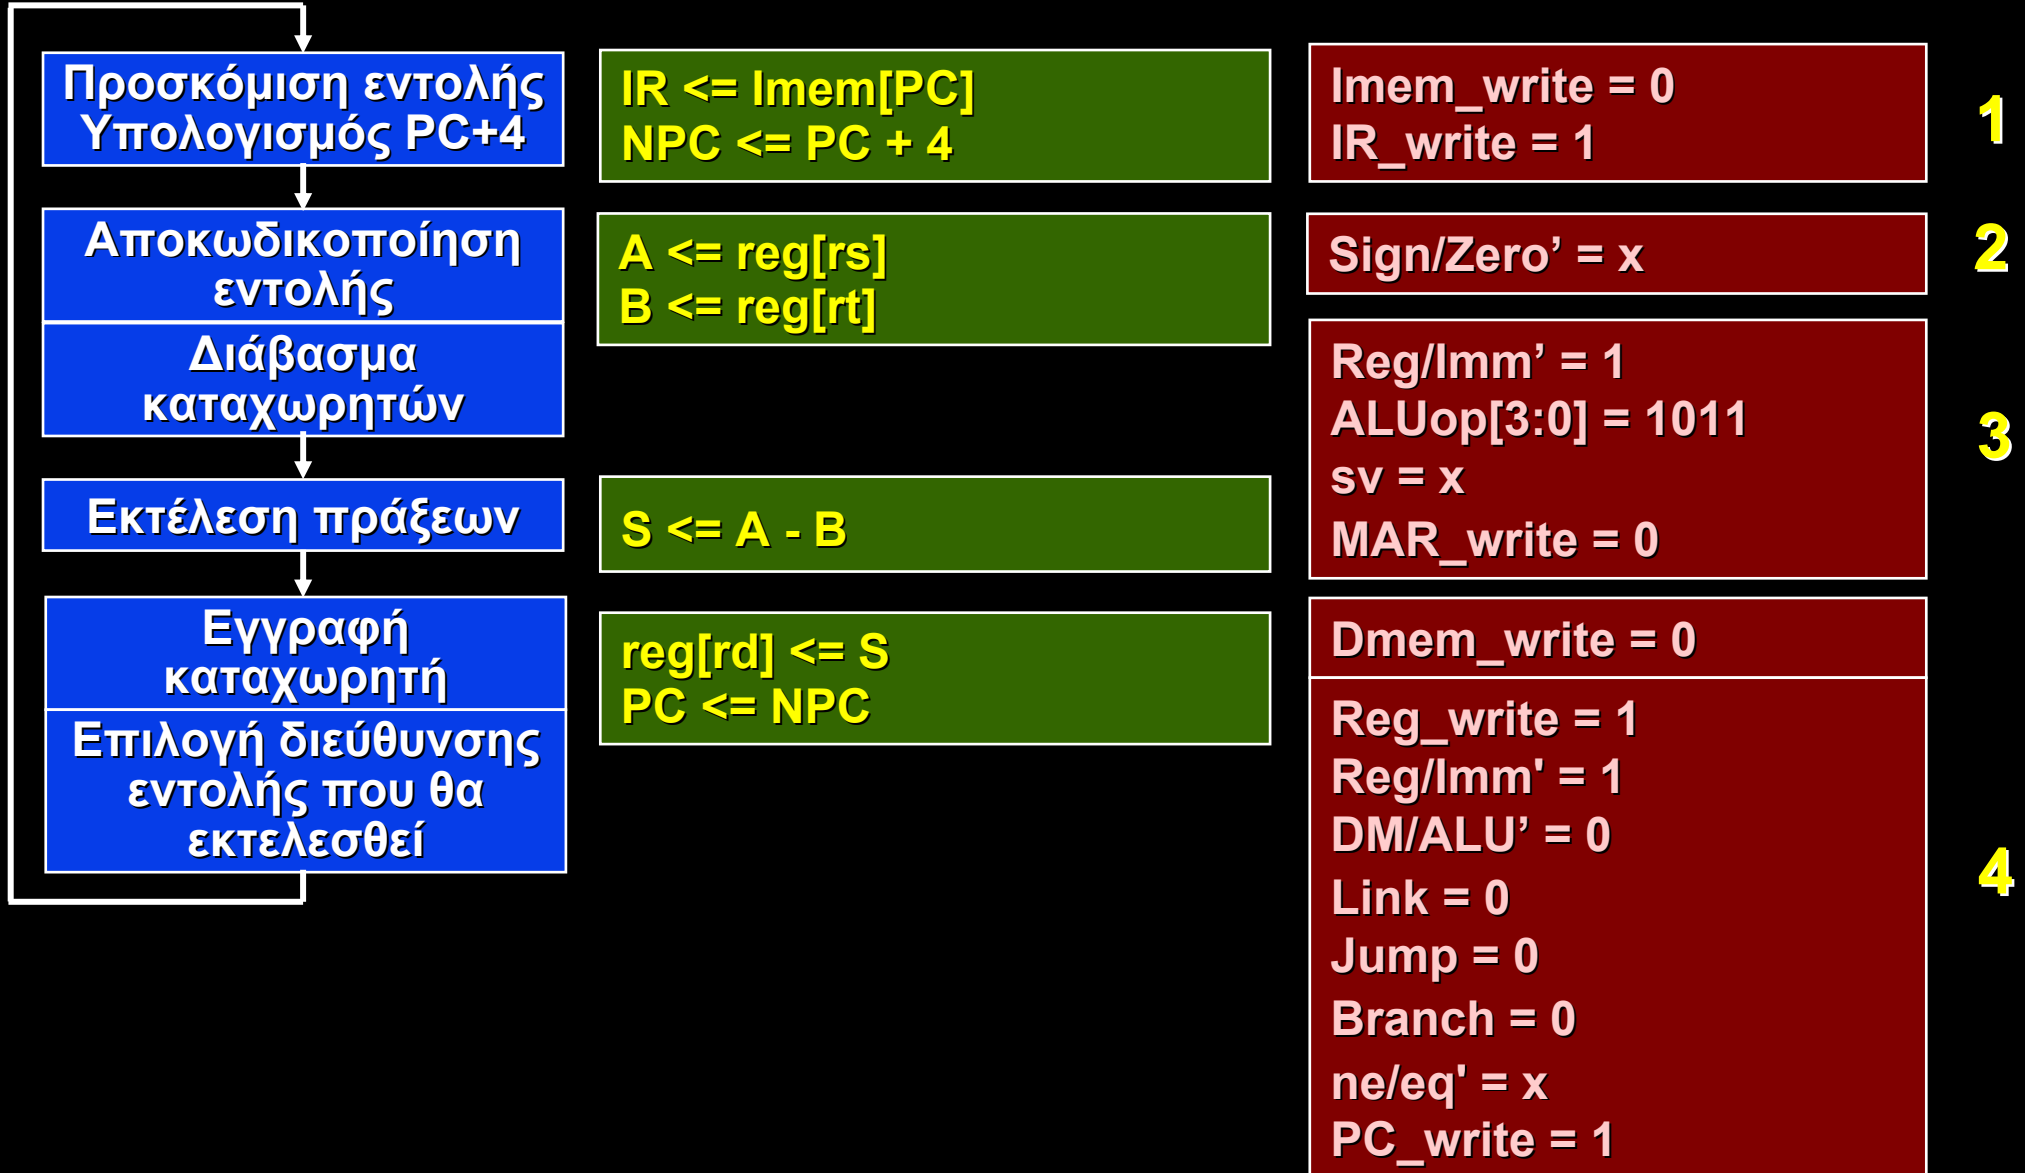 Προσκόμιση εντολής
Υπολογισμός PC+4
IR <= Imem[PC]
NPC <= PC + 4
Imem_write = 0
IR_write = 1
1
Αποκωδικοποίηση
εντολής
Διάβασμα
καταχωρητών
A <= reg[rs]
B <= reg[rt]
Sign/Zero’ = x
2
Reg/Imm’ = 1
ALUop[3:0] = 1011
sv = x
MAR_write = 0
3
Εκτέλεση πράξεων
S <= A - B
Εγγραφή
καταχωρητή
Επιλογή διεύθυνσης
εντολής που θα
εκτελεσθεί
reg[rd] <= S
PC <= NPC
Dmem_write = 0
Reg_write = 1
Reg/Imm' = 1
DM/ALU’ = 0
Link = 0
Jump = 0
Branch = 0
ne/eq' = x
PC_write = 1
4